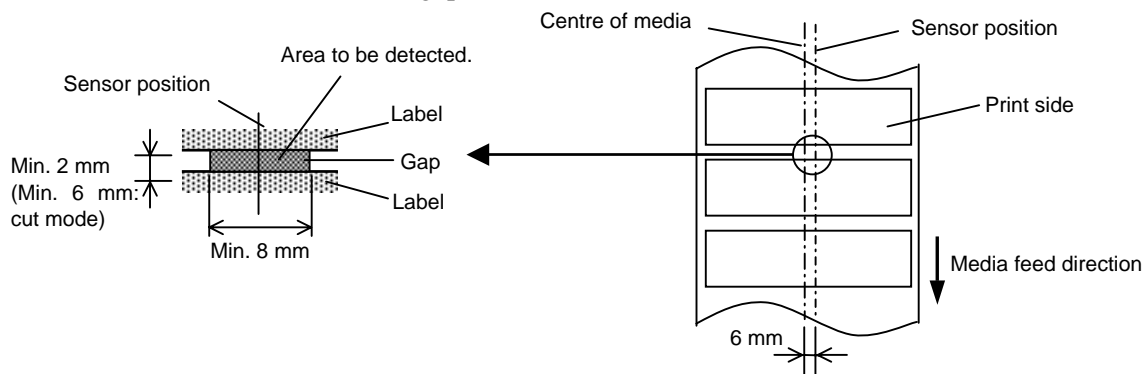 Centre of media
Sensor position
Area to be detected.
Sensor position
Label
Print side
Min. 2 mm
(Min. 6 mm:
cut mode)
Gap
Label
Min. 8 mm
Media feed direction
6 mm